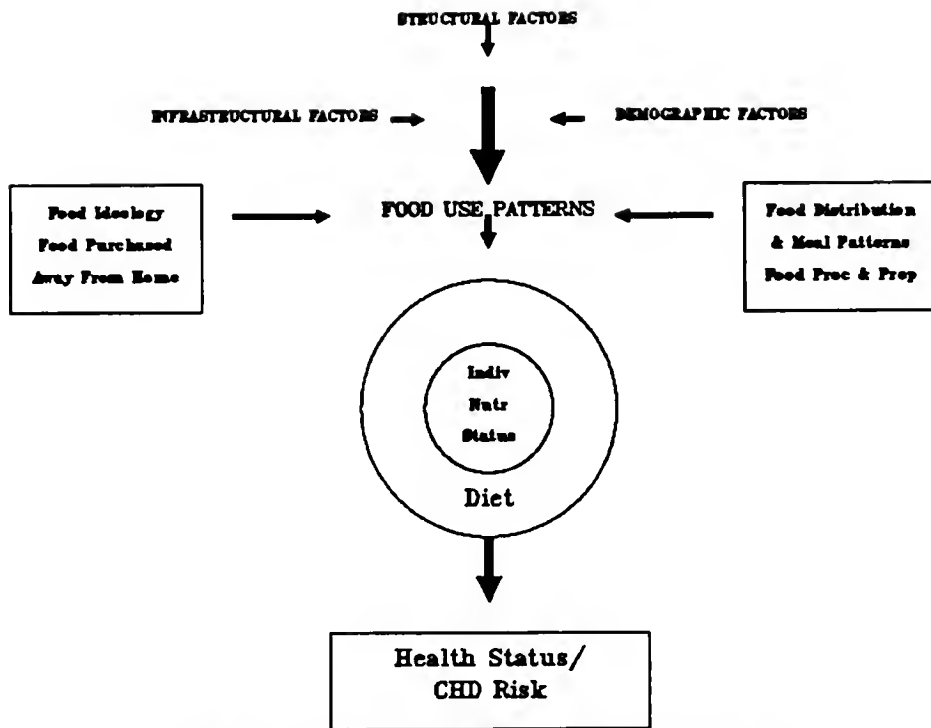 STRUCTURAL FACTORS
INFRASTRUCTURAL FACTORS
DEMOGRAPHIC FACTORS
FOOD USE PATTERNS
Food Ideology
Food Purchased
Away From Home
Food Distribution
& Meal Patterns
Food Proc & Prep
Indiv
Nutr
Status
Diet
Health Status/
CHD Risk